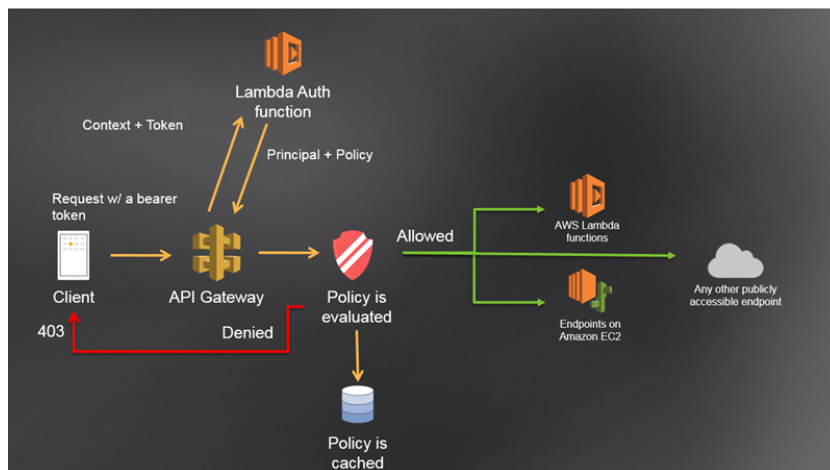 Lambda Auth
function
Context + Token
Principal + Policy
Request w/ a bearer
token
Client
API Gateway
Policy is
evaluated
Allowed
AWS Lambda
functions
Any other publicly
accessible endpoint
Endpoints on
Amazon EC2
403
Denied
Policy is
cached